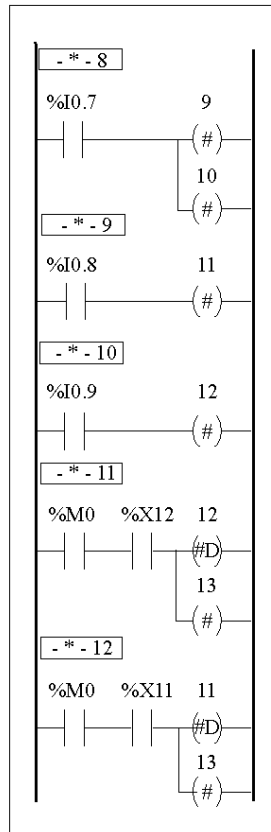 - * - 8
%I0.7 9
(#)
10
(#)
- * - 9
%I0.8 11
(#)
- * - 10
%I0.9 12
(#)
- * - 11
%M0 %X12 12
(#D)
13
(#)
- * - 12
%M0 %X11 11
(#D)
13
(#)